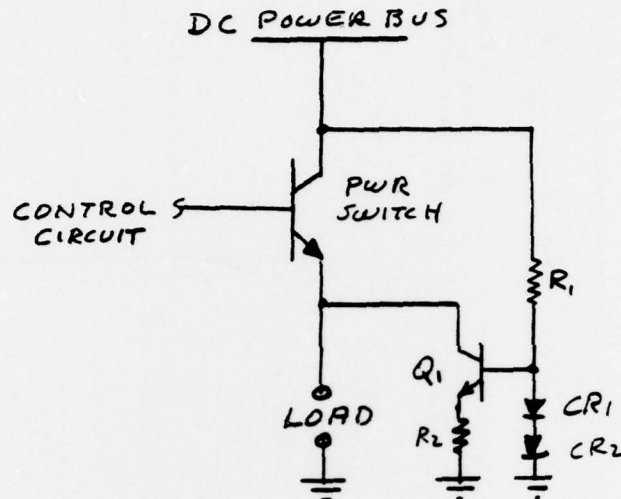 DC POWER BUS
PWR
SWITCH
CONTROL
CIRCUIT
R1
Q1
CR1
LOAD
R2
CR2